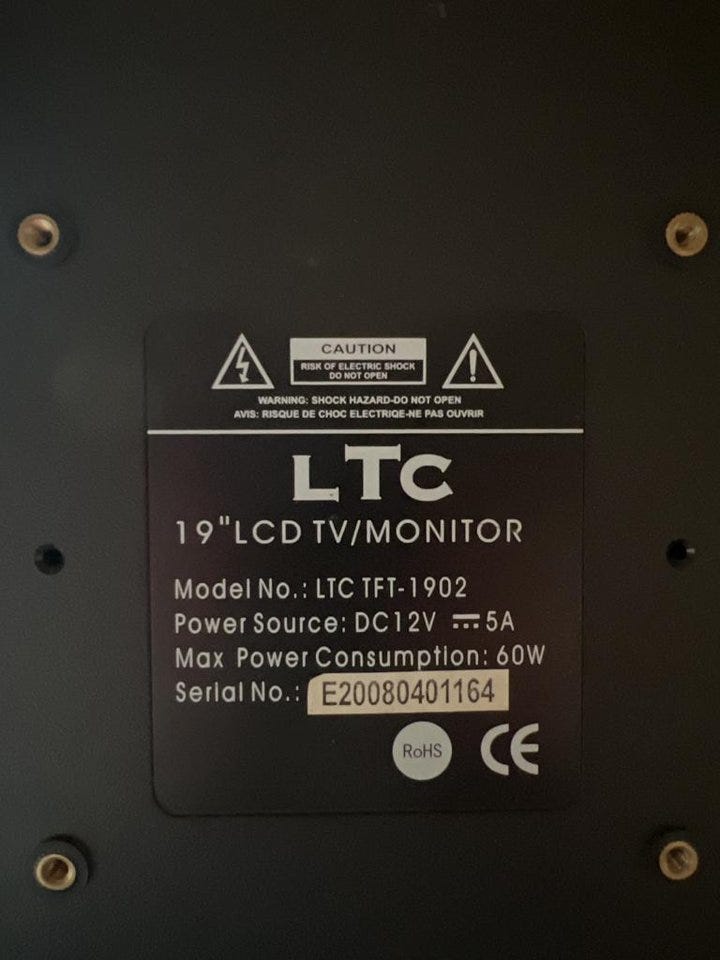 CAUTION
RISK OF ELECTRIC SHOCK
DO NOT OPEN
WARNING: SHOCK HAZARD-DO NOT OPEN
AVIS: RISQUE DE CHOC ELECTRIQE-NE PAS OUVRIR
LTC
19"LCD TV/MONITOR
Model No.: LTC TFT-1902
Power Source: DC12V ⎓ 5A
Max Power Consumption: 60W
Serial No.: E20080401164
RoHS CE